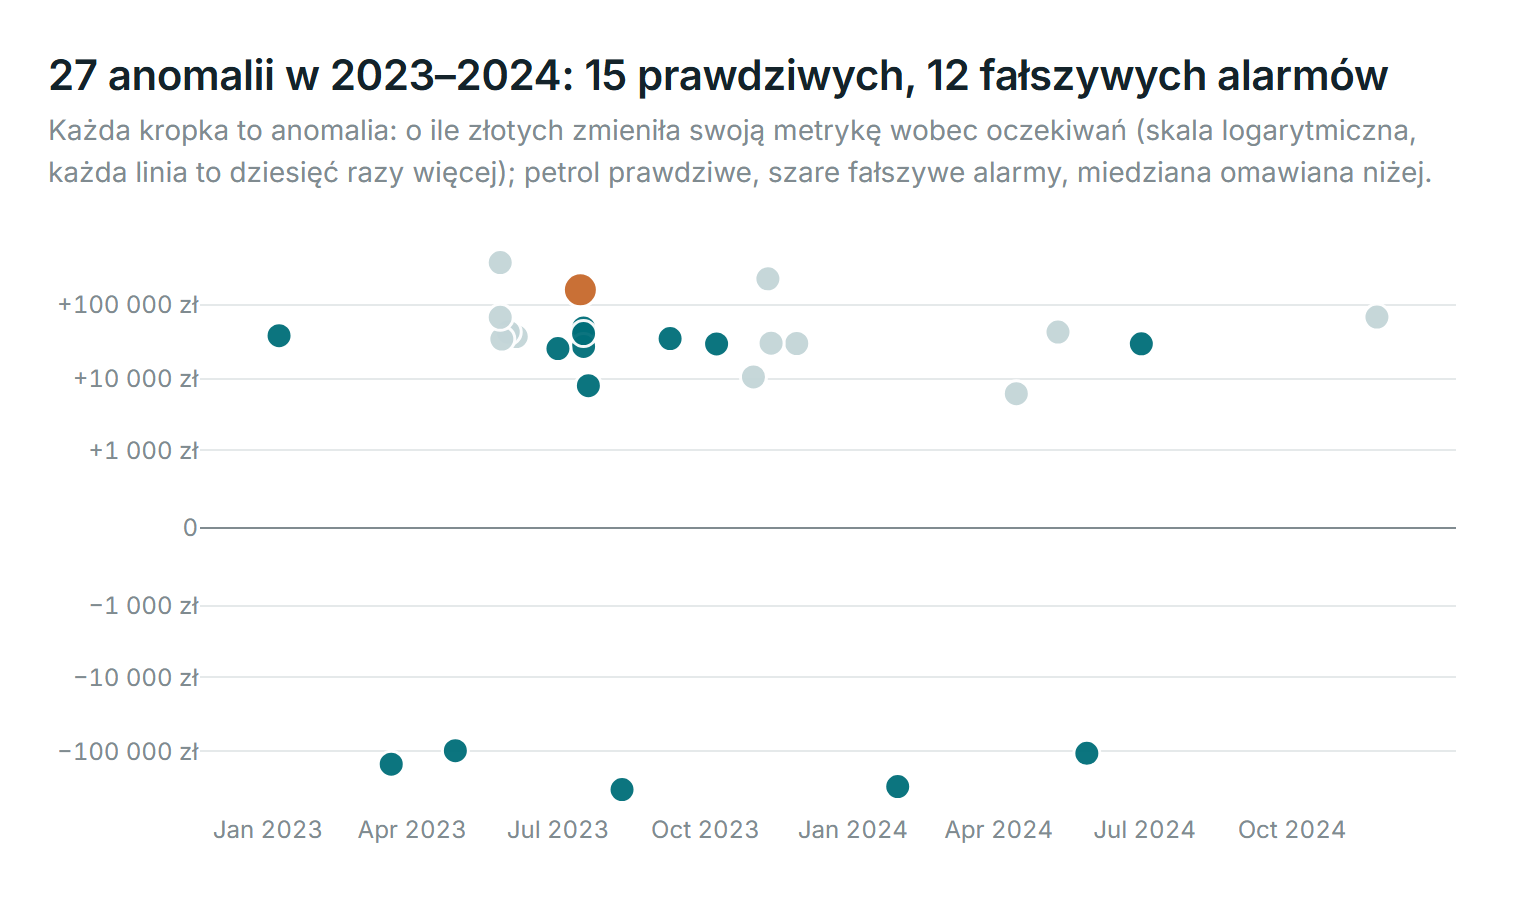 27 anomalii w 2023–2024: 15 prawdziwych, 12 fałszywych alarmów
Każda kropka to anomalia: o ile złotych zmieniła swoją metrykę wobec oczekiwań (skala logarytmiczna,
każda linia to dziesięć razy więcej); petrol prawdziwe, szare fałszywe alarmy, miedziana omawiana niżej.
+100 000 zł
+10 000 zł
+1 000 zł
0
−1 000 zł
−10 000 zł
−100 000 zł
Jan 2023 Apr 2023 Jul 2023 Oct 2023 Jan 2024 Apr 2024 Jul 2024 Oct 2024